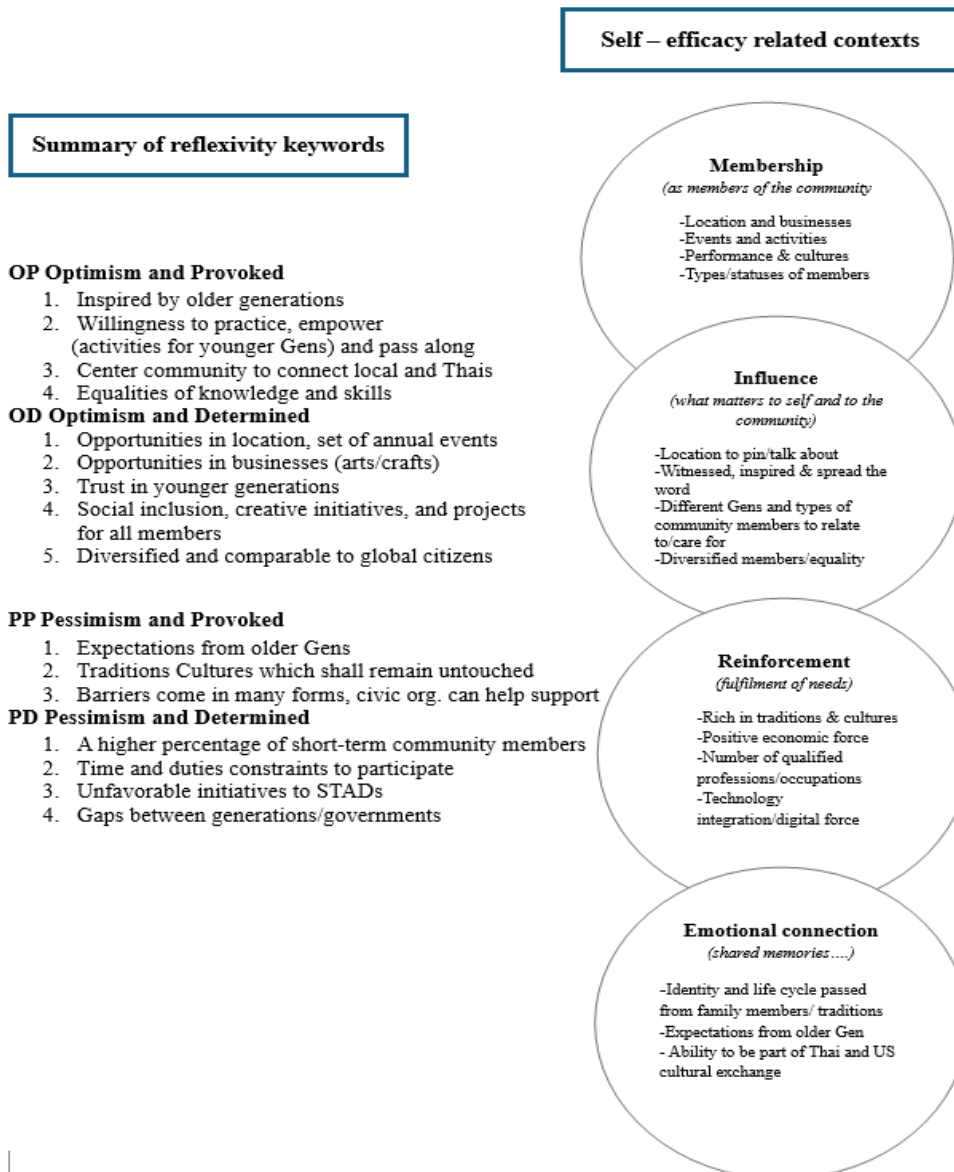 Self – efficacy related contexts
Summary of reflexivity keywords
OP Optimism and Provoked
1. Inspired by older generations
2. Willingness to practice, empower
(activities for younger Gens) and pass along
3. Center community to connect local and Thais
4. Equalities of knowledge and skills
OD Optimism and Determined
1. Opportunities in location, set of annual events
2. Opportunities in businesses (arts/crafts)
3. Trust in younger generations
4. Social inclusion, creative initiatives, and projects
for all members
5. Diversified and comparable to global citizens
PP Pessimism and Provoked
1. Expectations from older Gens
2. Traditions Cultures which shall remain untouched
3. Barriers come in many forms, civic org. can help support
PD Pessimism and Determined
1. A higher percentage of short-term community members
2. Time and duties constraints to participate
3. Unfavorable initiatives to STADs
4. Gaps between generations/governments
Membership
(as members of the community
-Location and businesses
-Events and activities
-Performance & cultures
-Types/statuses of members
Influence
(what matters to self and to the
community)
-Location to pin/talk about
-Witnessed, inspired & spread the
word
-Different Gens and types of
community members to relate
to/care for
-Diversified members/equality
Reinforcement
(fulfilment of needs)
-Rich in traditions & cultures
-Positive economic force
-Number of qualified
professions/occupations
-Technology
integration/digital force
Emotional connection
(shared memories….)
-Identity and life cycle passed
from family members/ traditions
-Expectations from older Gen
- Ability to be part of Thai and US
cultural exchange